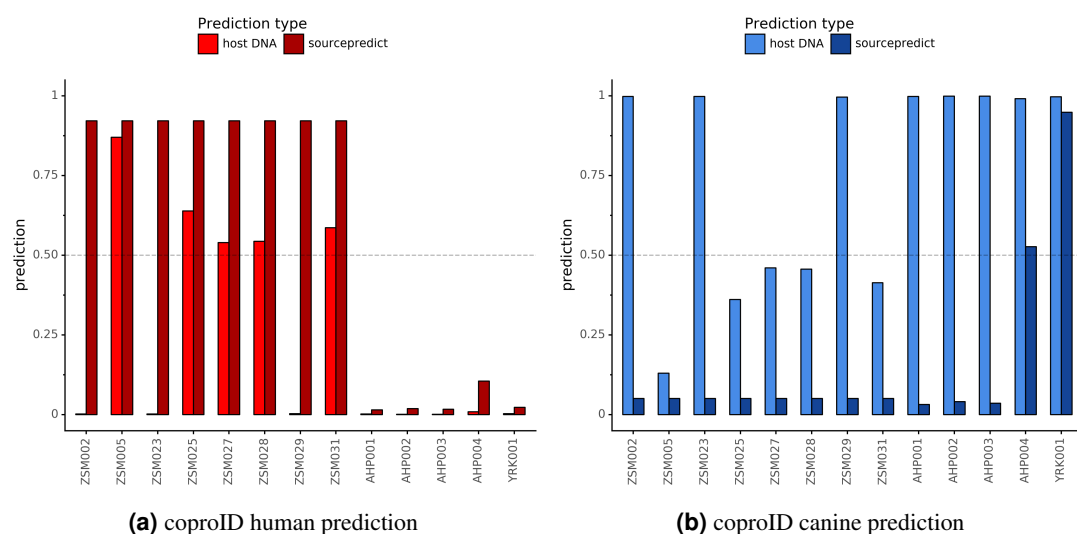 Prediction type
host DNA sourcepredict
1
0.75
0.50
0.25
0
prediction
ZSM002
ZSM005
ZSM023
ZSM025
ZSM027
ZSM028
ZSM029
ZSM031
AHP001
AHP002
AHP003
AHP004
YRK001
(a) coproID human prediction
Prediction type
host DNA sourcepredict
1
0.75
0.50
0.25
0
prediction
ZSM002
ZSM005
ZSM023
ZSM025
ZSM027
ZSM028
ZSM029
ZSM031
AHP001
AHP002
AHP003
AHP004
YRK001
(b) coproID canine prediction